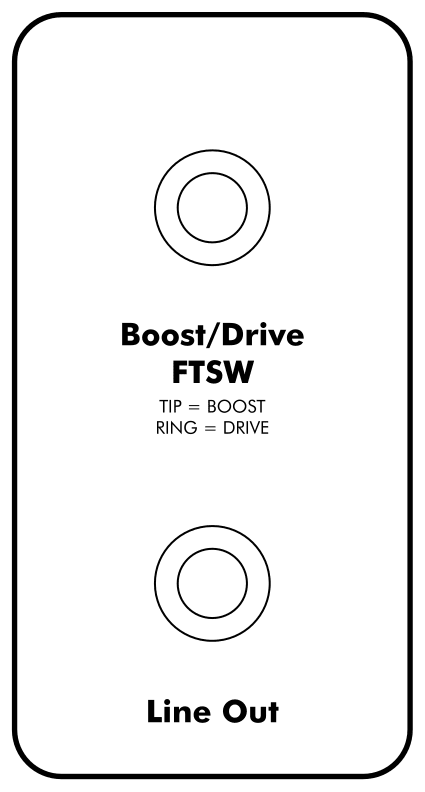 Boost/Drive
FTSW
TIP = BOOST
RING = DRIVE
Line Out